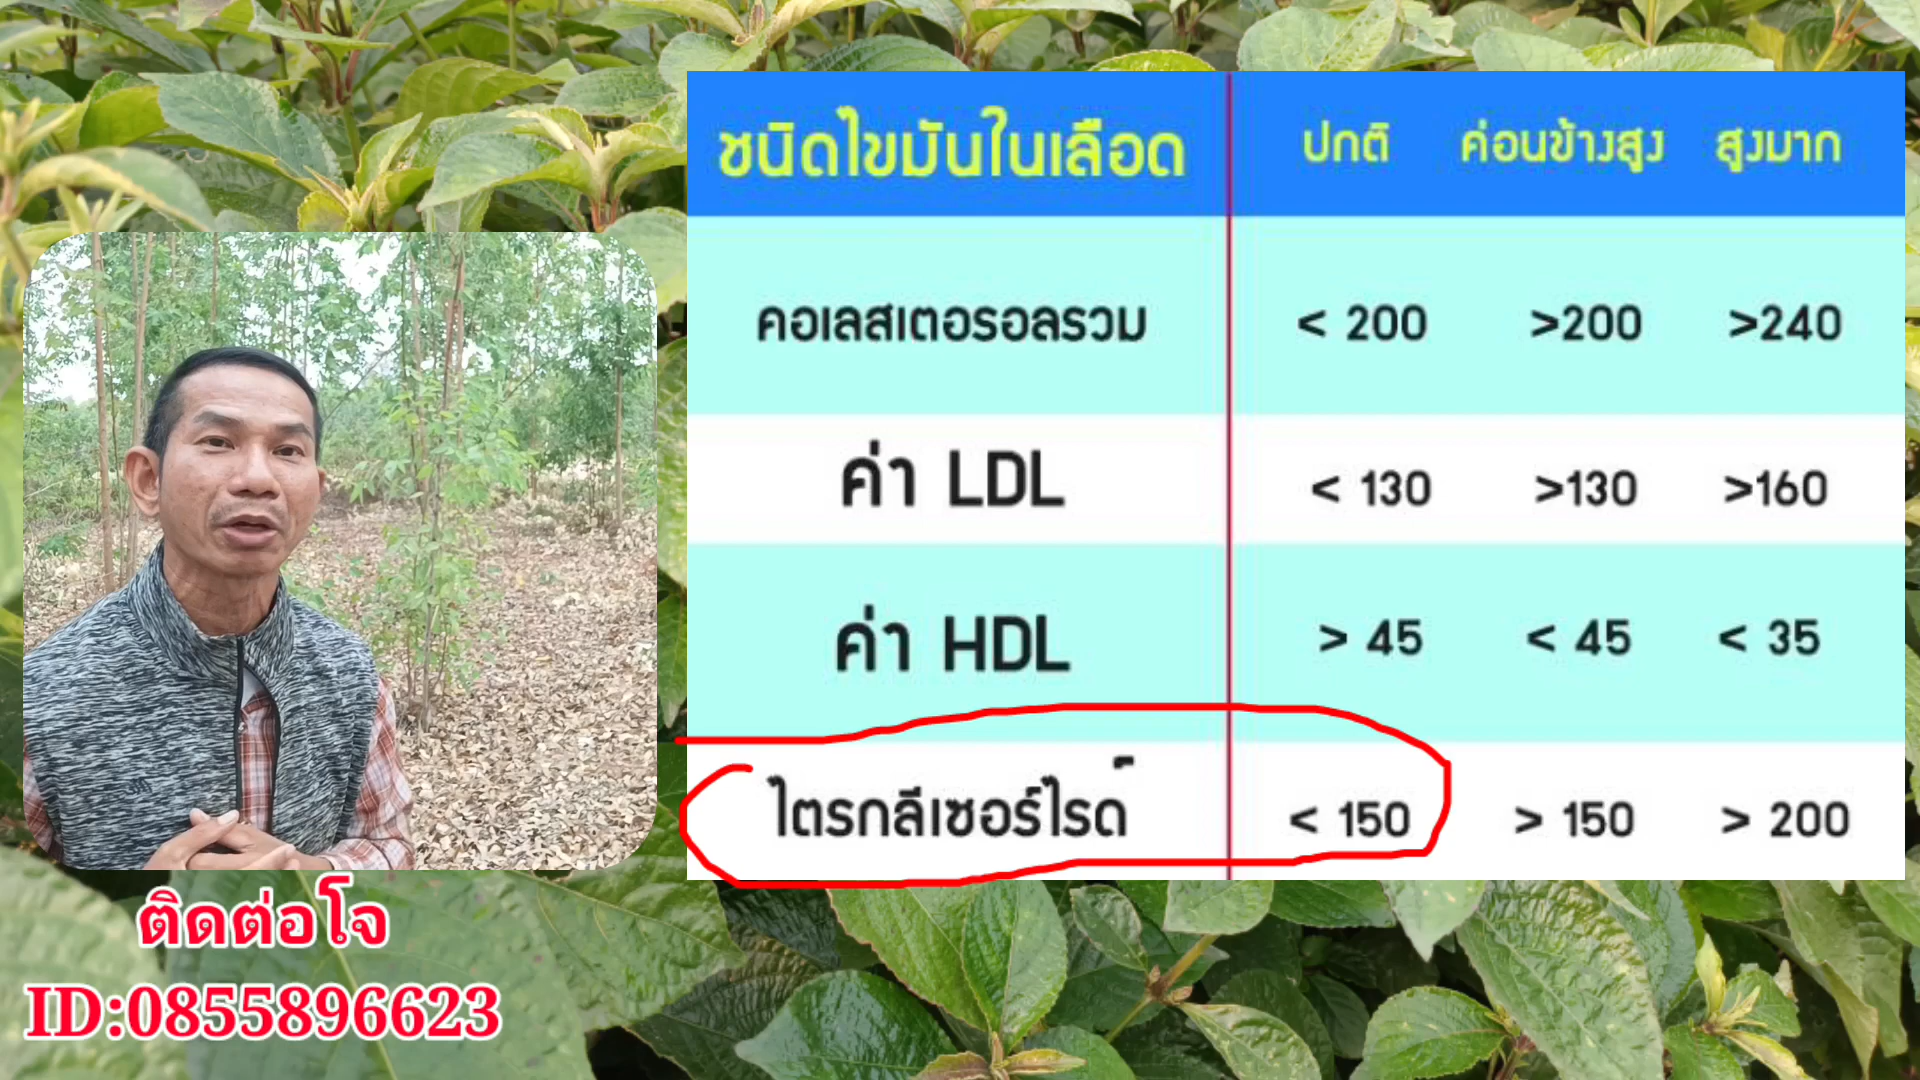 ชนิดไขมันในเลือด ปกติ ค่อนข้างสูง สูงมาก
คอเลสเตอรอลรวม < 200 >200 >240
ค่า LDL < 130 >130 >160
ค่า HDL > 45 < 45 < 35
ไตรกลีเซอร์ไรด์ < 150 > 150 > 200
ติดต่อโจ
ID:0855896623